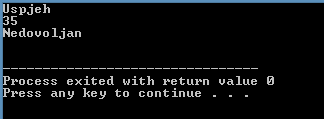 Uspjeh
35
Nedovoljan
--------------------------------
Process exited with return value 0
Press any key to continue . . .